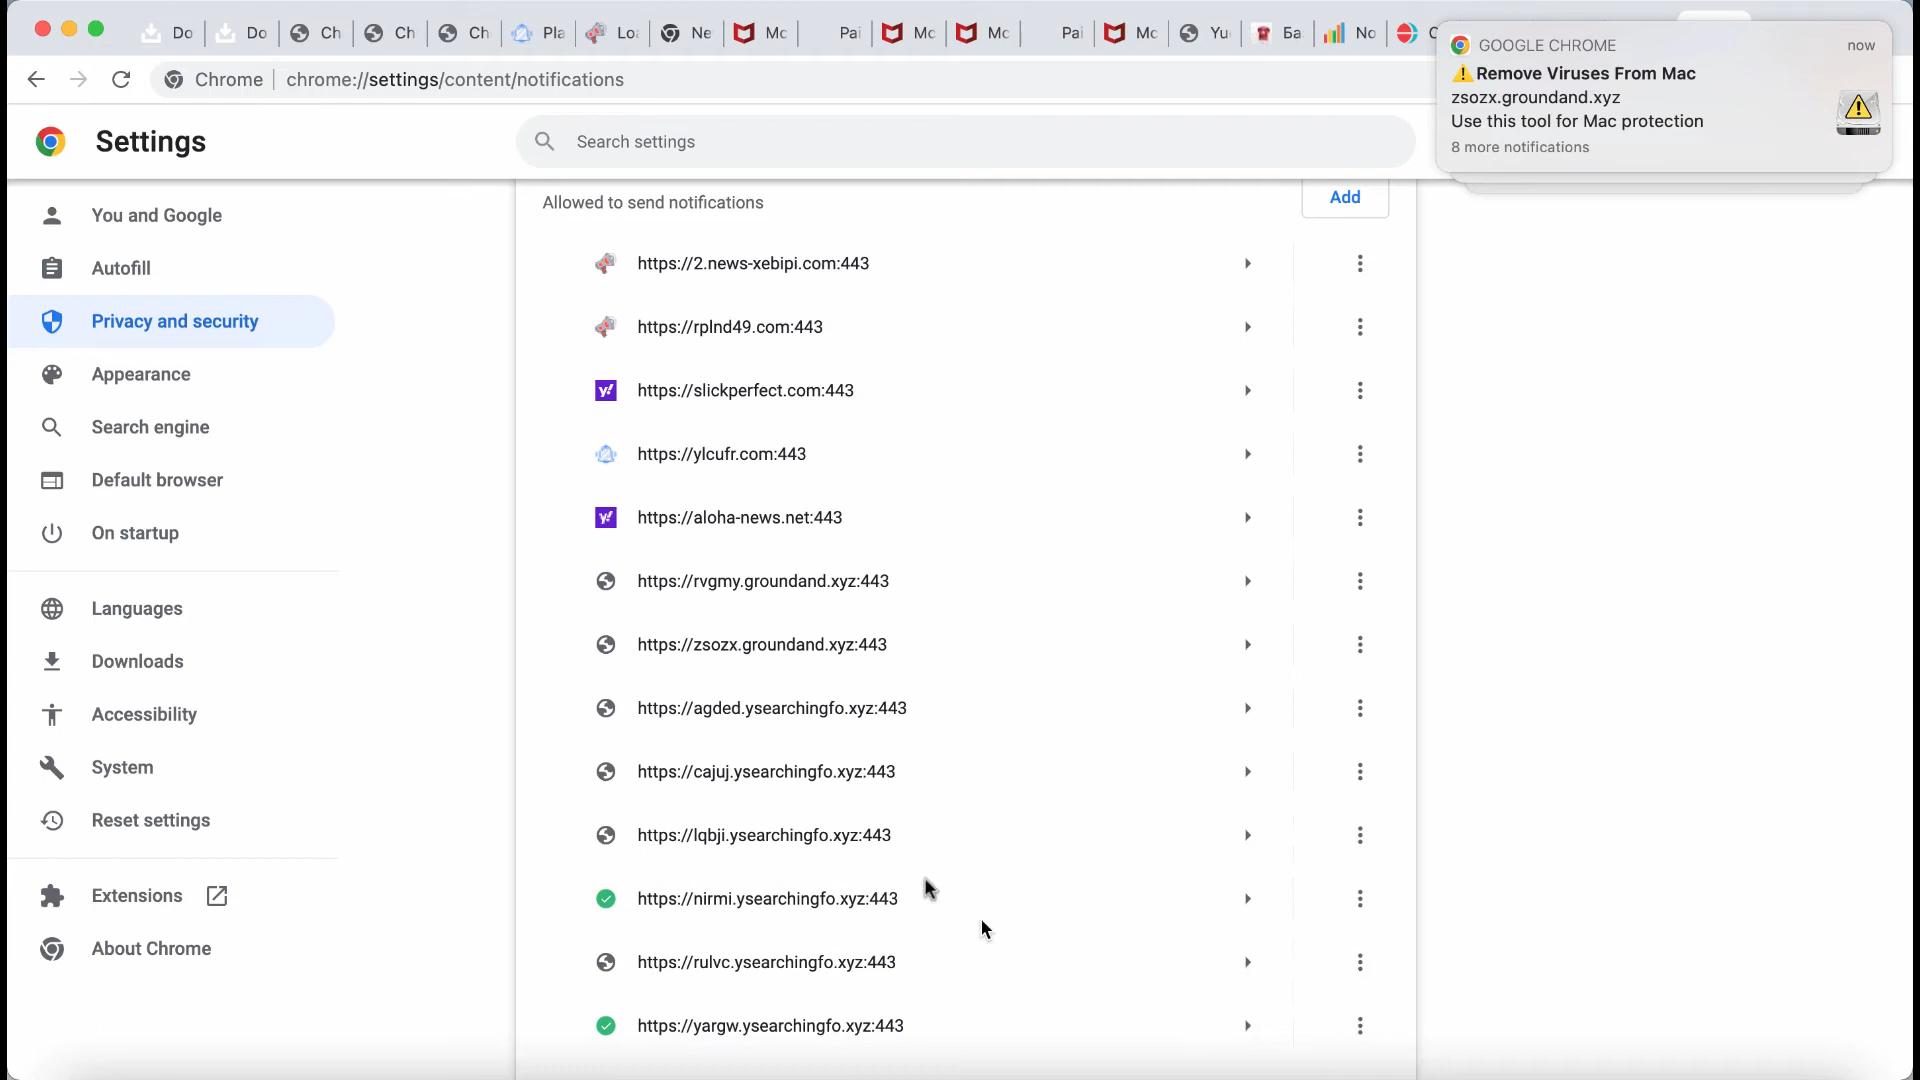 Do
Do
Ch
Ch
Ch
Pla
Loa
Ne
Mc
Pai
Mc
Mc
Pai
Mc
Yu
Ба
No
Chrome
chrome://settings/content/notifications
GOOGLE CHROME
now
⚠Remove Viruses From Mac
zsozx.groundand.xyz
Use this tool for Mac protection
8 more notifications
Settings
Search settings
You and Google
Autofill
Privacy and security
Appearance
Search engine
Default browser
On startup
Languages
Downloads
Accessibility
System
Reset settings
Extensions
About Chrome
Allowed to send notifications
Add
https://2.news-xebipi.com:443
https://rplnd49.com:443
y!
https://slickperfect.com:443
https://ylcufr.com:443
y!
https://aloha-news.net:443
https://rvgmy.groundand.xyz:443
https://zsozx.groundand.xyz:443
https://agded.ysearchingfo.xyz:443
https://cajuj.ysearchingfo.xyz:443
https://lqbji.ysearchingfo.xyz:443
https://nirmi.ysearchingfo.xyz:443
https://rulvc.ysearchingfo.xyz:443
https://yargw.ysearchingfo.xyz:443